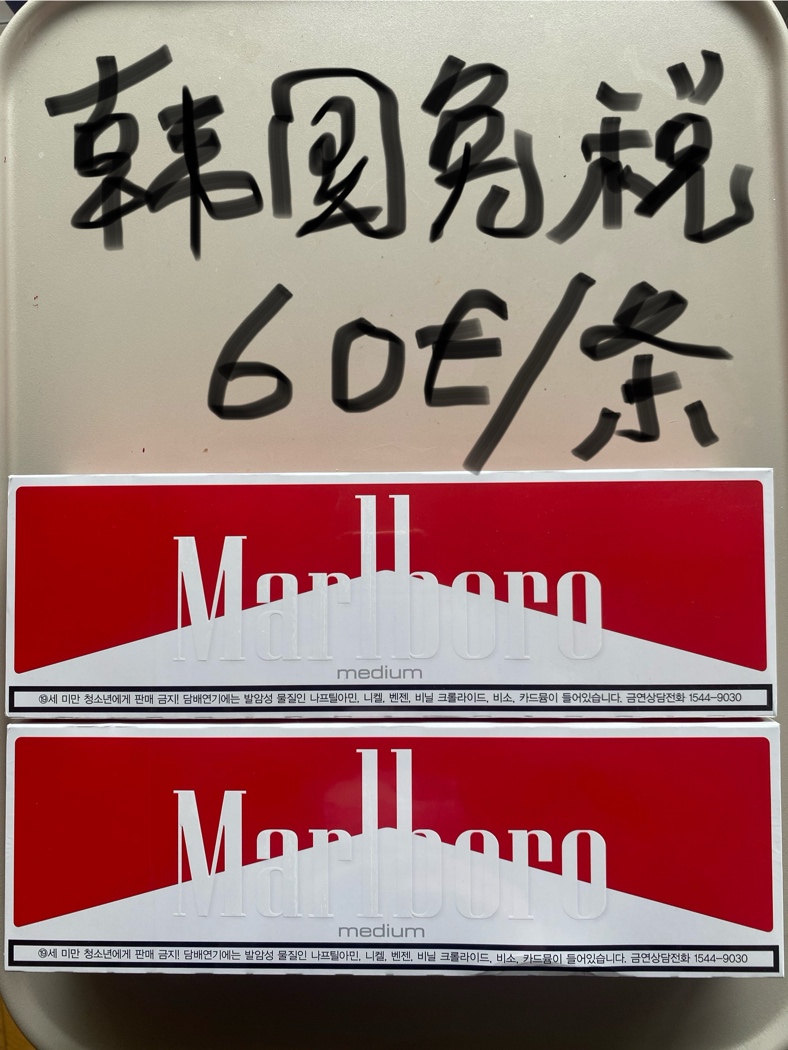 韩国免税
60€/条
Marlboro
medium
⑲세 미만 청소년에게 판매 금지! 담배연기에는 발암성 물질인 나프틸아민, 니켈, 벤젠, 비닐 크롤라이드, 비소, 카드뮴이 들어있습니다. 금연상담전화 1544-9030
Marlboro
medium
⑲세 미만 청소년에게 판매 금지! 담배연기에는 발암성 물질인 나프틸아민, 니켈, 벤젠, 비닐 크롤라이드, 비소, 카드뮴이 들어있습니다. 금연상담전화 1544-9030